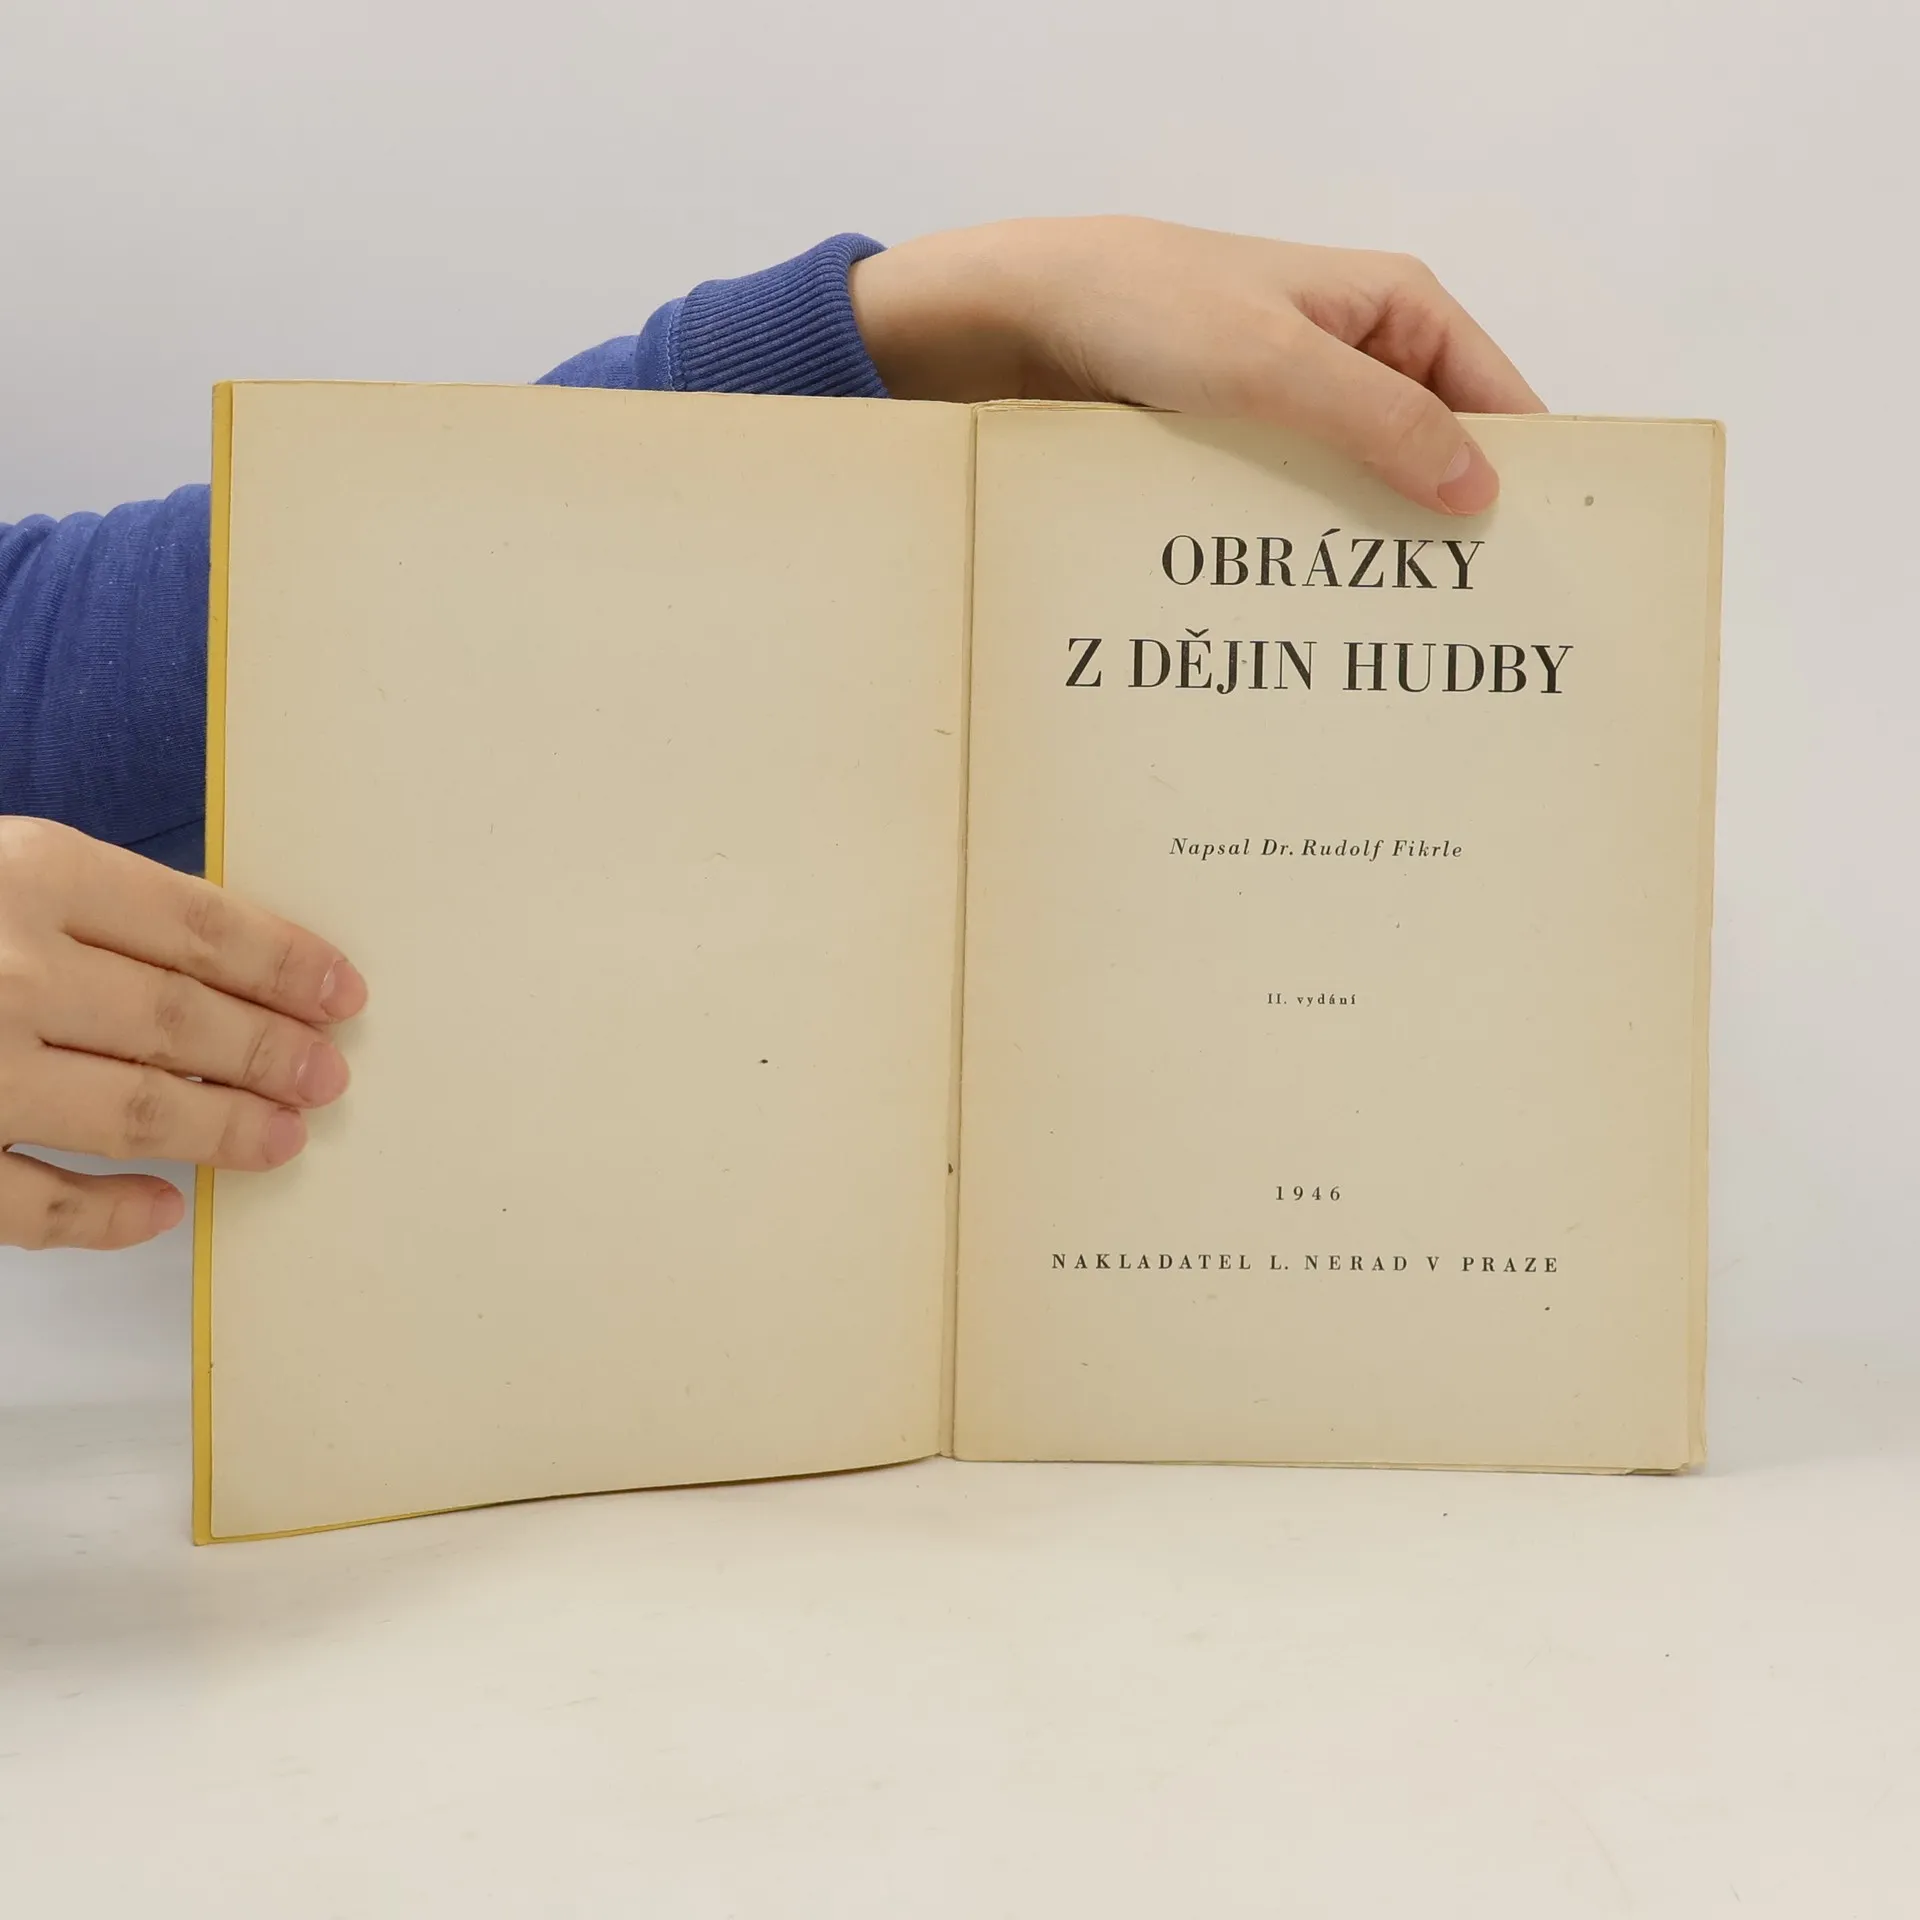 OBRÁZKY
Z DĚJIN HUDBY
Napsal Dr. Rudolf Fikrle
II. vydání
1946
NAKLADATEL L. NERAD V PRAZE